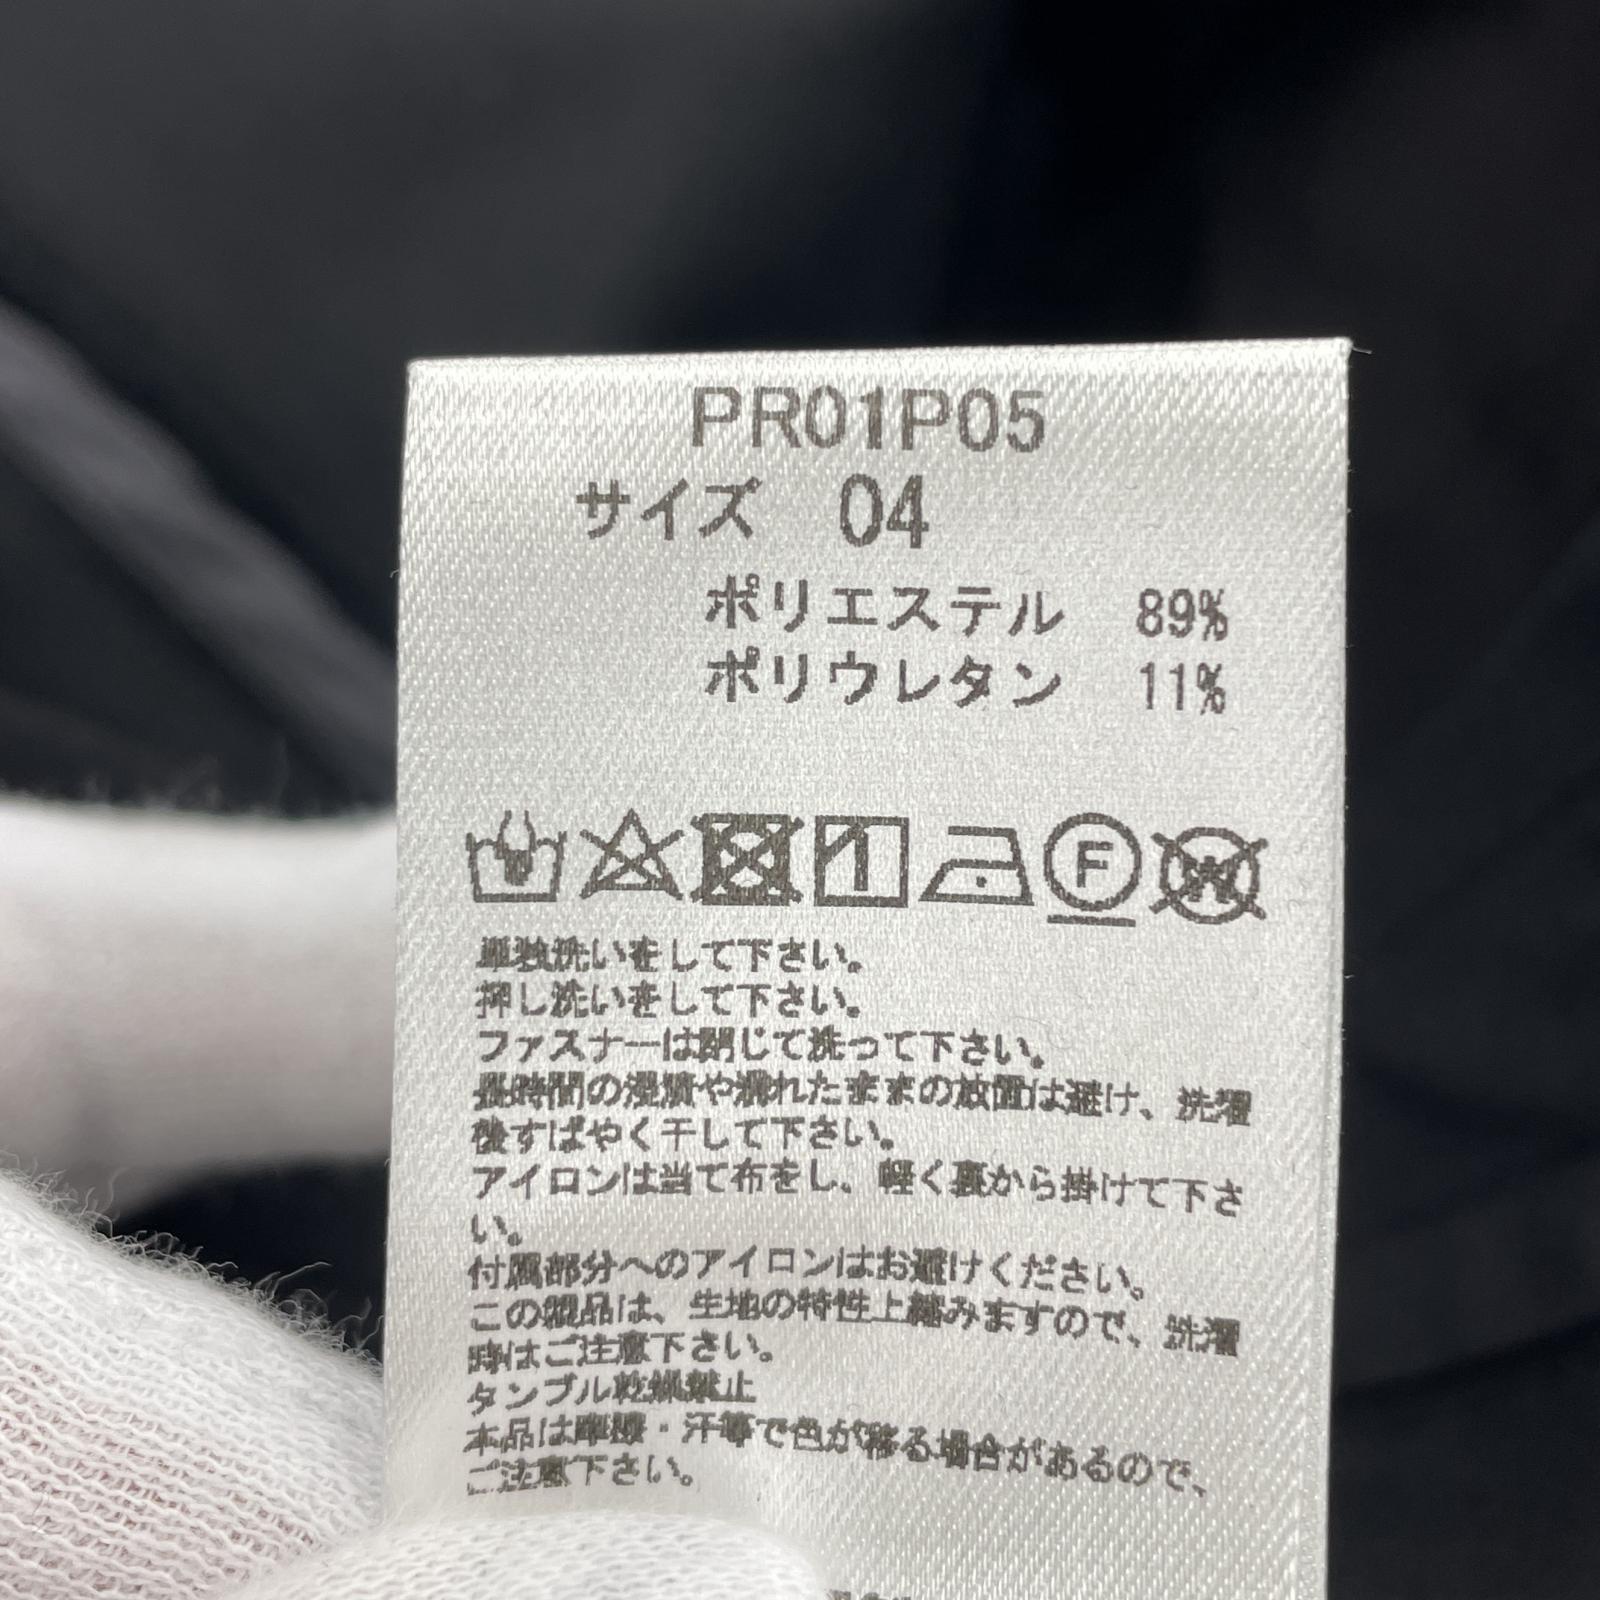 PR01P05
サイズ 04
ポリエステル 89%
ポリウレタン 11%
F
W
単独洗いをして下さい。
押し洗いをして下さい。
ファスナーは閉じて洗って下さい。
長時間の浸漬や濡れたままの放置は避け、洗濯
後すばやく干して下さい。
アイロンは当て布をし、軽く裏から掛けて下さ
い。
付属部分へのアイロンはお避けください。
この製品は、生地の特性上縮みますので、洗濯
時はご注意下さい。
タンブル乾燥禁止
本品は摩擦・汗等で色が移る場合があるので、
ご注意下さい。